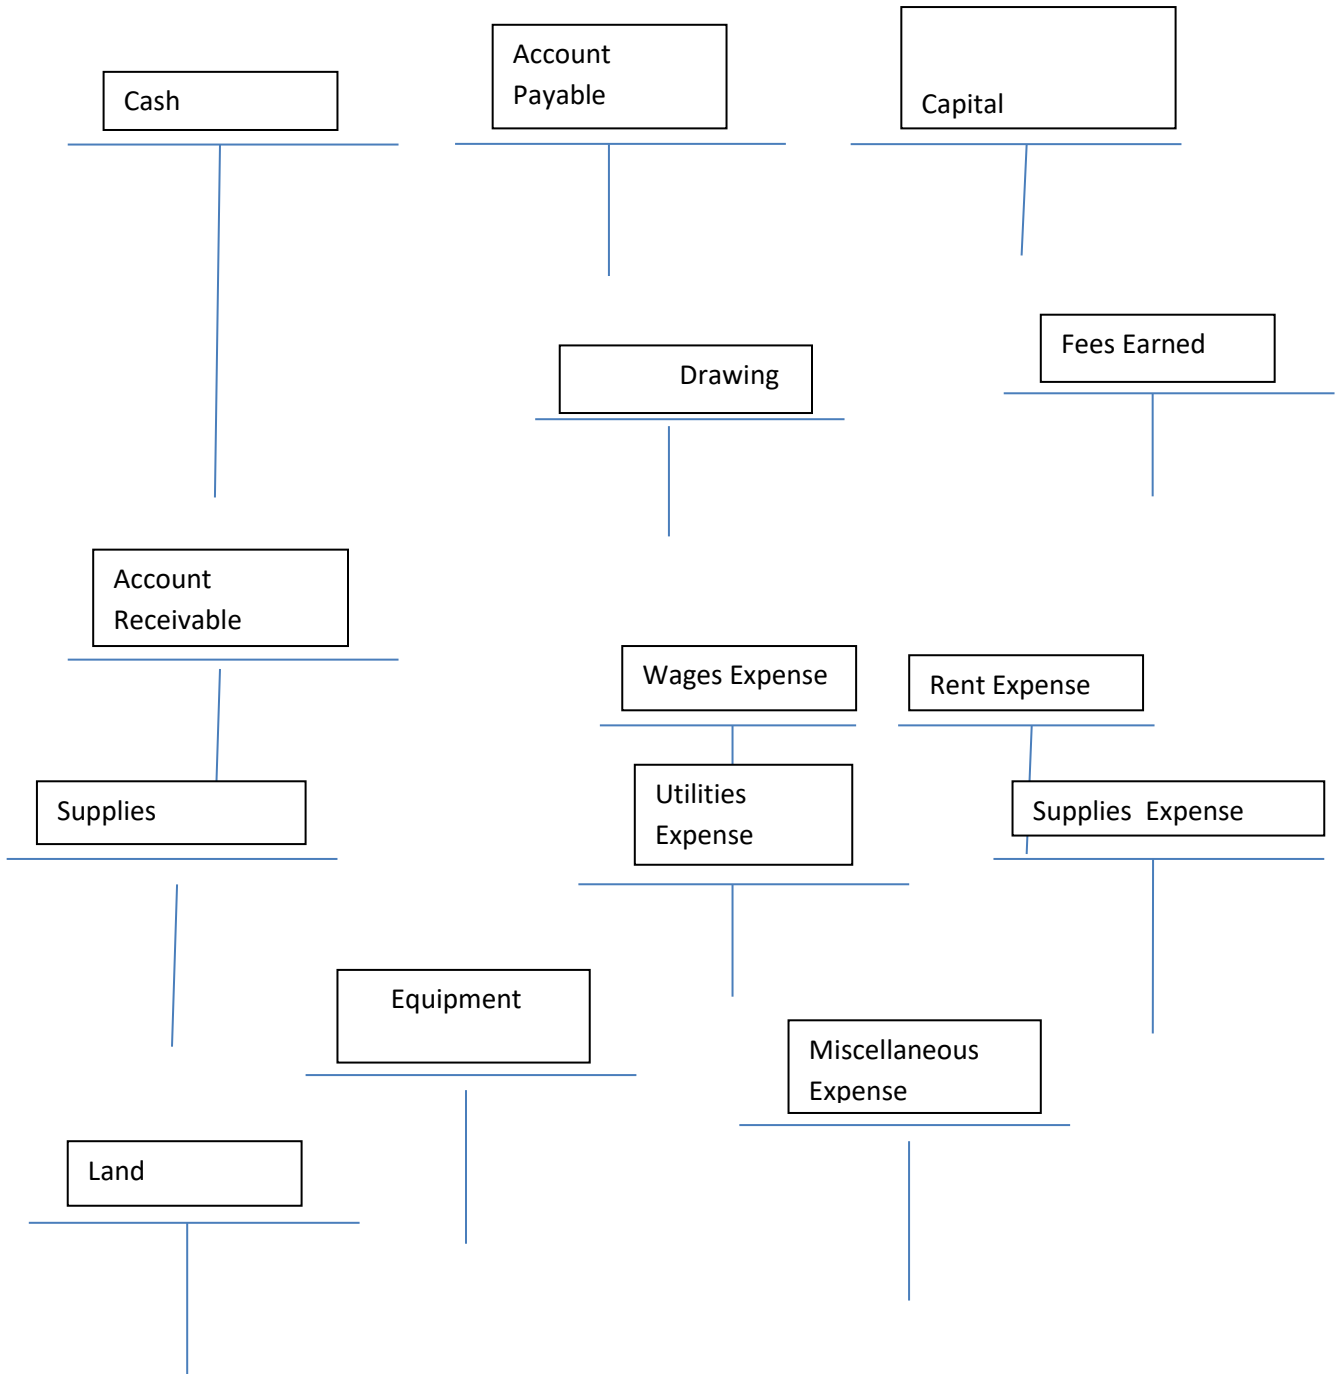 Cash
Account
Payable
Capital
Drawing
Fees Earned
Account
Receivable
Wages Expense
Rent Expense
Supplies
Utilities
Expense
Supplies  Expense
Equipment
Miscellaneous
Expense
Land